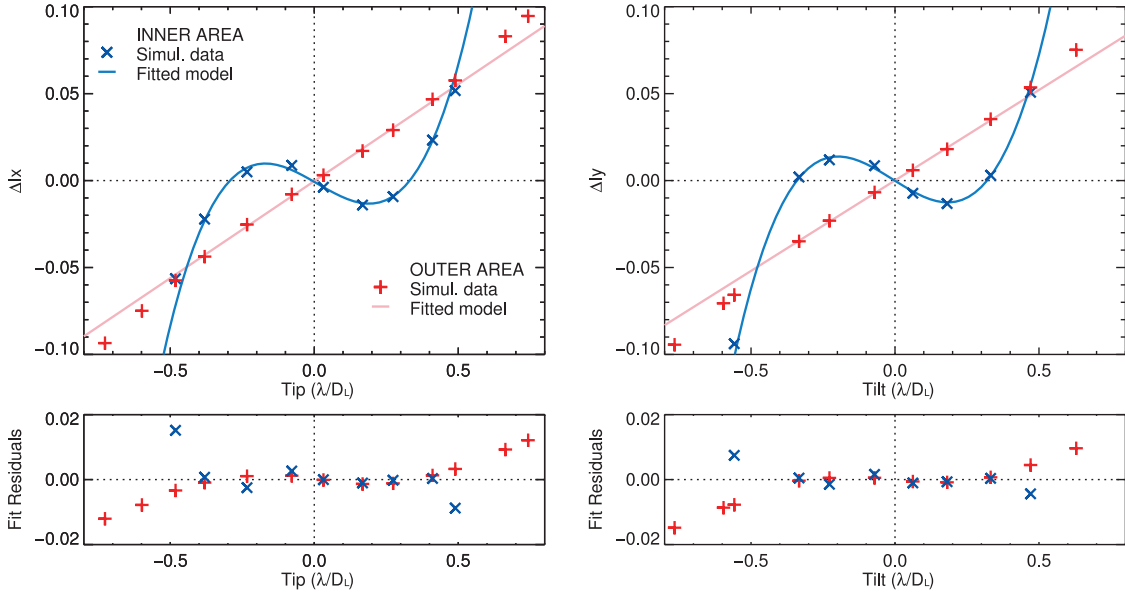 0.10
0.05
0.00
−0.05
−0.10
ΔIx
INNER AREA
Simul. data
Fitted model
OUTER AREA
Simul. data
Fitted model
−0.5
0.0
0.5
Tip (λ/DL)
0.10
0.05
0.00
−0.05
−0.10
ΔIy
−0.5
0.0
0.5
Tilt (λ/DL)
0.02
0.00
−0.02
Fit Residuals
−0.5
0.0
0.5
Tip (λ/DL)
0.02
0.00
−0.02
Fit Residuals
−0.5
0.0
0.5
Tilt (λ/DL)